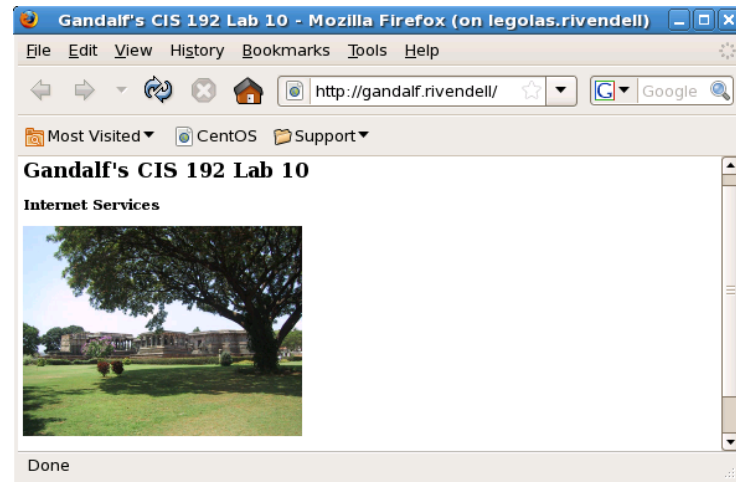 Gandalf's CIS 192 Lab 10 - Mozilla Firefox (on legolas.rivendell)
File Edit View History Bookmarks Tools Help
http://gandalf.rivendell/ G Google
Most Visited CentOS Support
Gandalf's CIS 192 Lab 10
Internet Services
Done